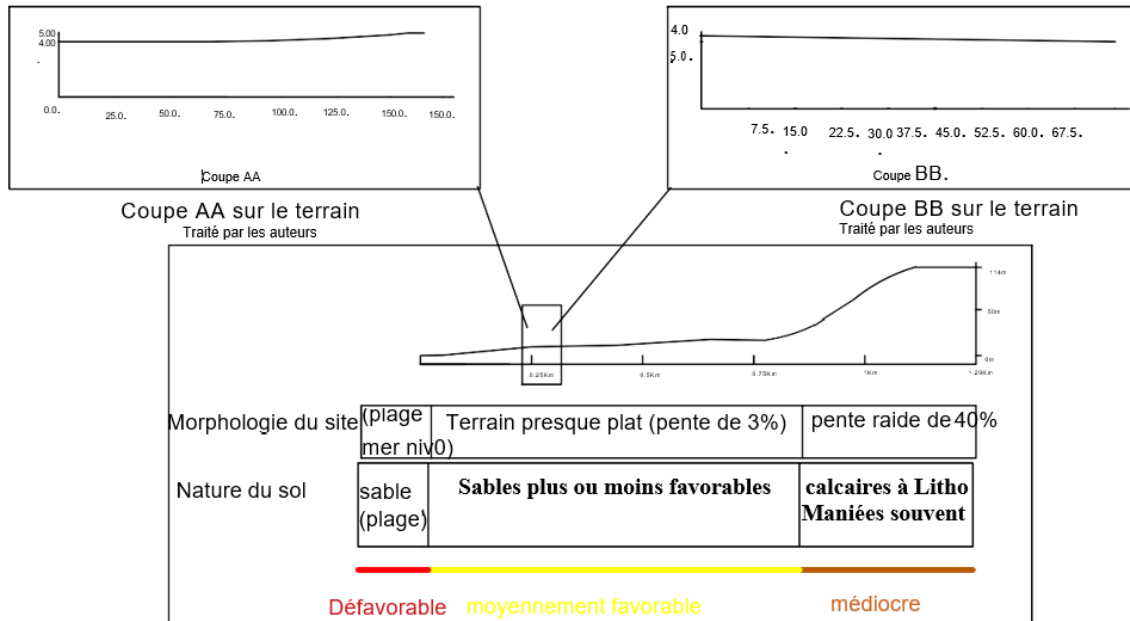 5.00
4.00
.
0.0. 25.0. 50.0. 75.0. 100.0. 125.0. 150.0. 150.0.
Coupe AA
4.0
5.0.
7.5. 15.0 22.5. 30.0 37.5. 45.0. 52.5. 60.0. 67.5.
. .
Coupe BB.
Coupe AA sur le terrain
Traité par les auteurs
Coupe BB sur le terrain
Traité par les auteurs
114m
50m
0m
0.25Km 0.5Km 0.75Km 1Km 1.28Km
Morphologie du site
(plage
mer niv0)
Terrain presque plat (pente de 3%)
pente raide de 40%
Nature du sol
sable
(plage)
Sables plus ou moins favorables
calcaires à Litho
Maniées souvent
Défavorable moyennement favorable médiocre